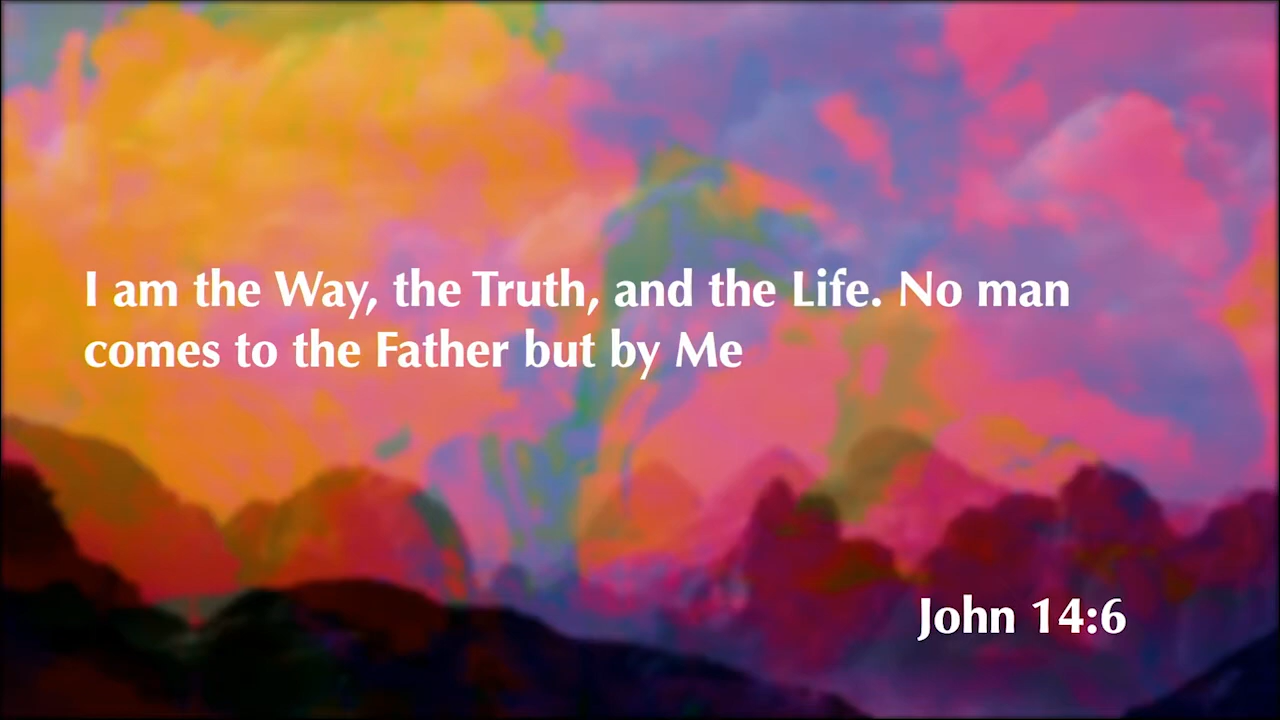 I am the Way, the Truth, and the Life. No man
comes to the Father but by Me
John 14:6